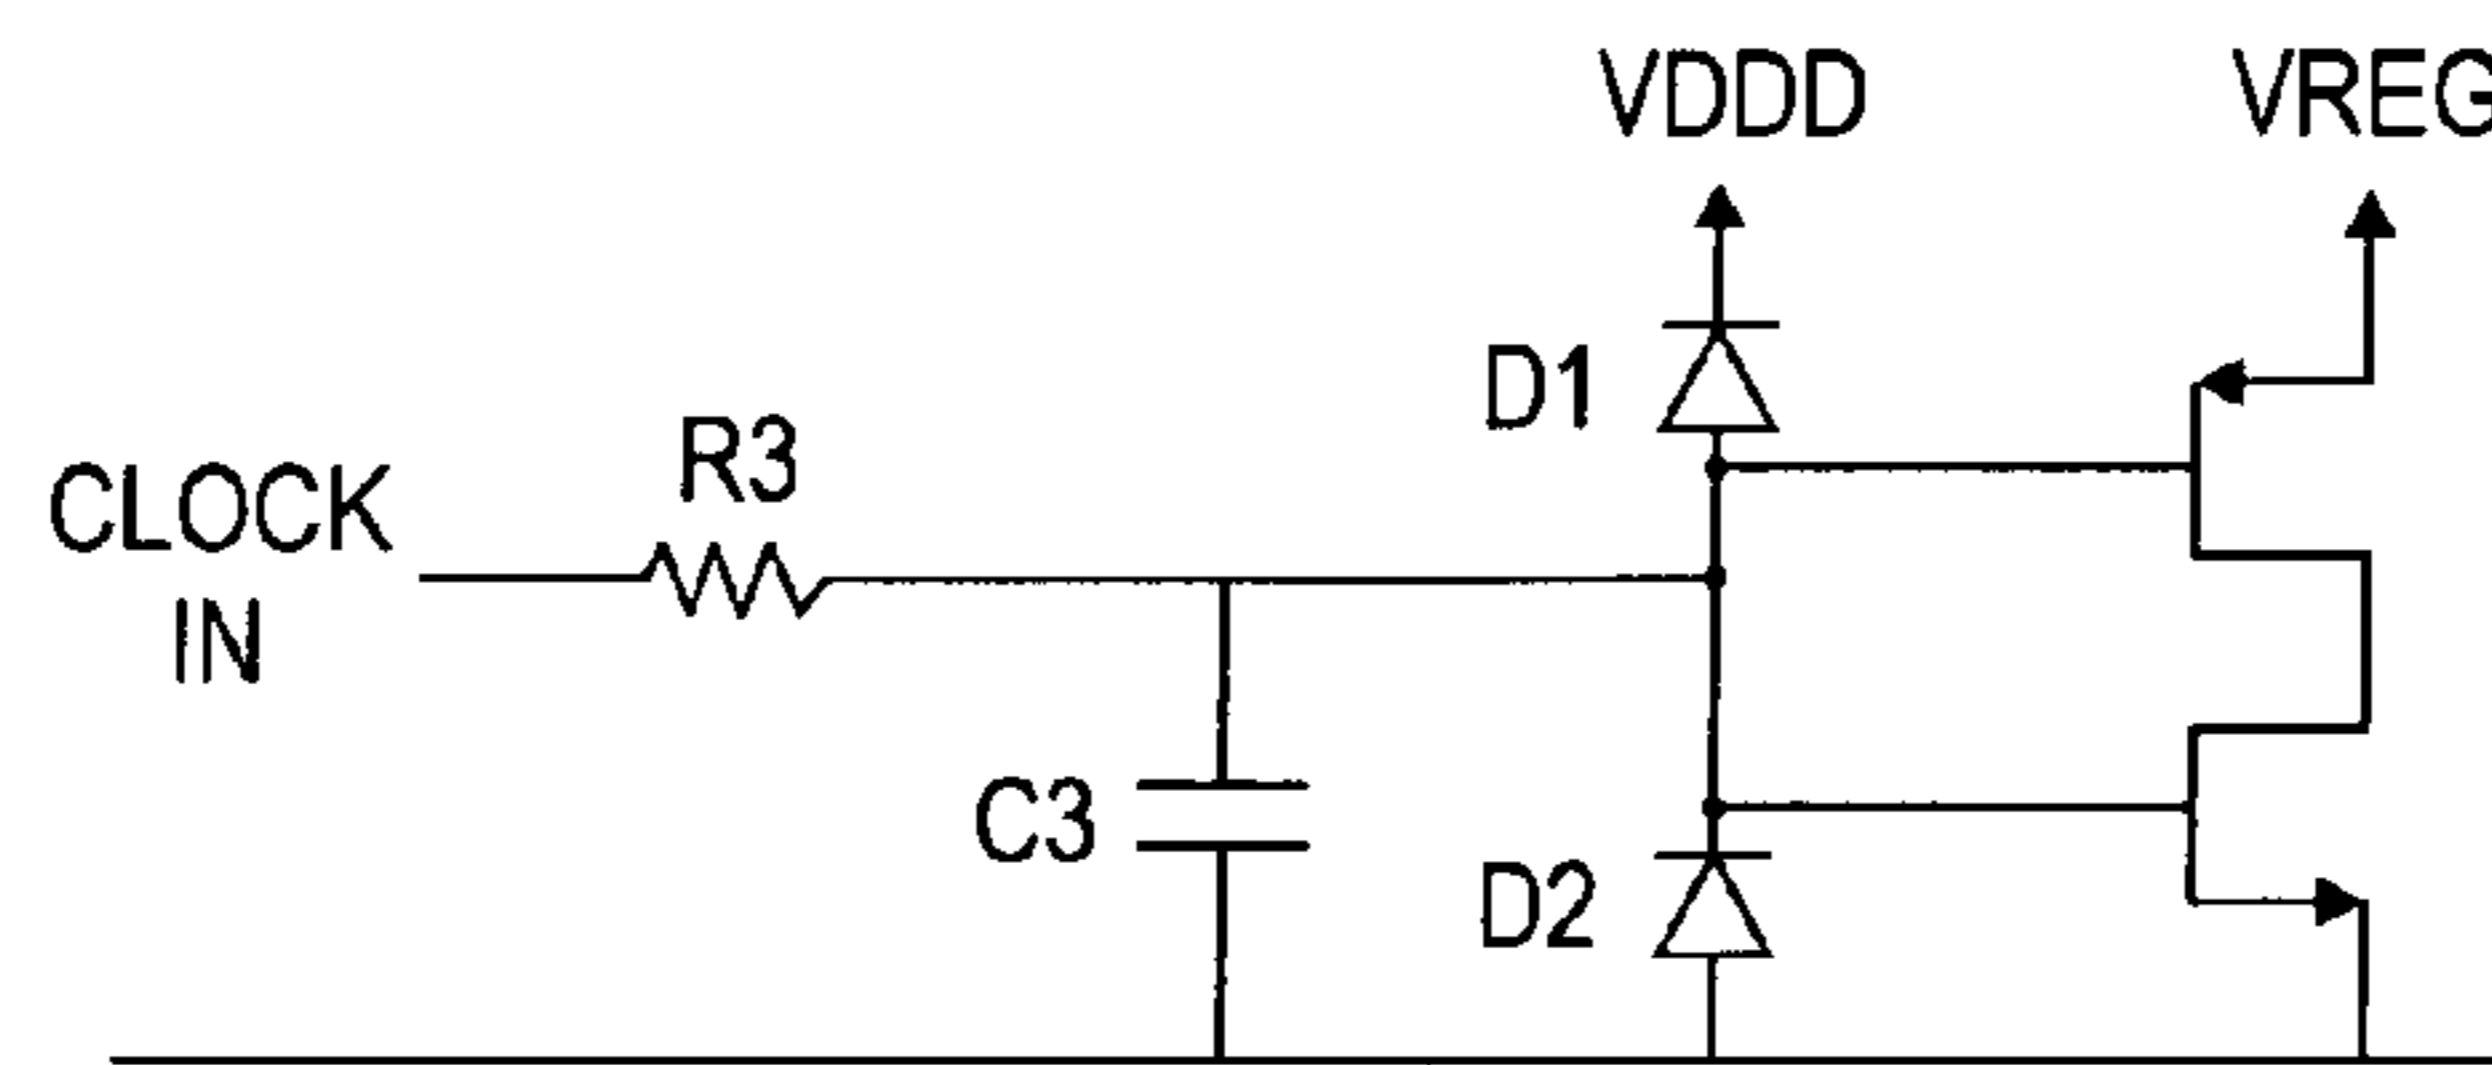 VDDD
VREG
D1
R3
CLOCK
IN
C3
D2